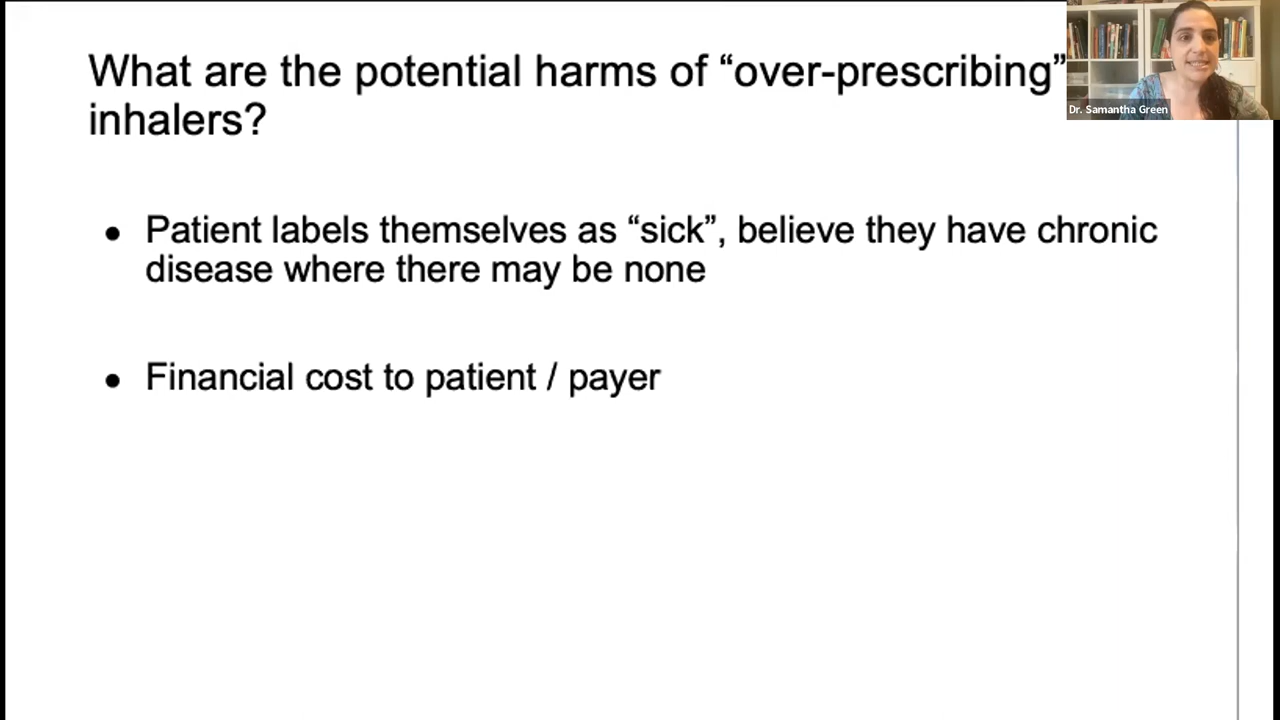 What are the potential harms of “over-prescribing”
inhalers?
Dr. Samantha Green
● Patient labels themselves as “sick”, believe they have chronic
disease where there may be none
● Financial cost to patient / payer